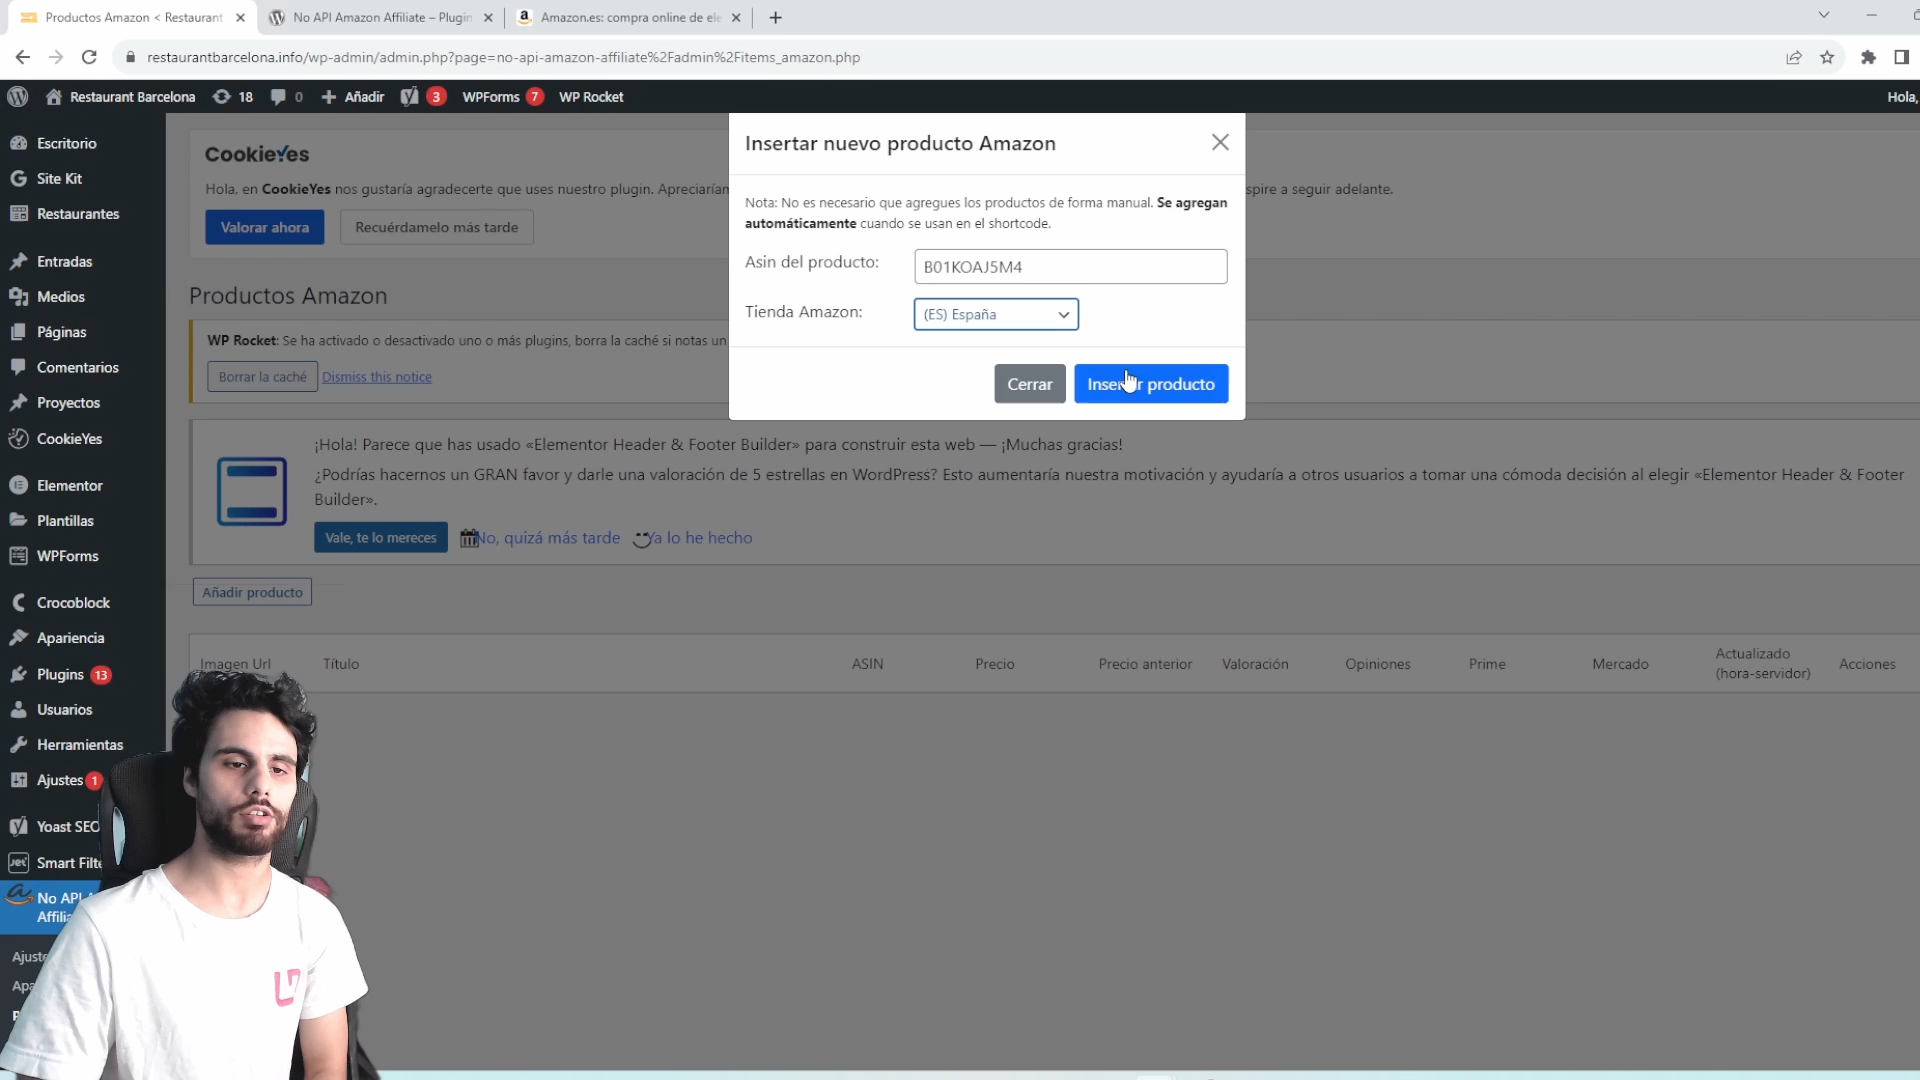 Productos Amazon < Restaurant
No API Amazon Affiliate – Plugin
Amazon.es: compra online de ele
restaurantbarcelona.info/wp-admin/admin.php?page=no-api-amazon-affiliate%2Fadmin%2Fitems_amazon.php
Restaurant Barcelona
18
0
Añadir
3
WPForms 7
WP Rocket
Hola,
Escritorio
Site Kit
Restaurantes
Entradas
Medios
Páginas
Comentarios
Proyectos
CookieYes
Elementor
Plantillas
WPForms
Crocoblock
Apariencia
Plugins 13
Usuarios
Herramientas
Ajustes 1
Yoast SEO
Smart Filte
No API A
Affilia
Ajuste
Apa
CookieYes
Hola, en CookieYes nos gustaría agradecerte que uses nuestro plugin. Apreciaríam
spire a seguir adelante.
Valorar ahora
Recuérdamelo más tarde
Productos Amazon
WP Rocket: Se ha activado o desactivado uno o más plugins, borra la caché si notas un
Borrar la caché
Dismiss this notice
Insertar nuevo producto Amazon
Nota: No es necesario que agregues los productos de forma manual. Se agregan
automáticamente cuando se usan en el shortcode.
Asin del producto:
B01KOAJ5M4
Tienda Amazon:
(ES) España
Cerrar
Insertar producto
¡Hola! Parece que has usado «Elementor Header & Footer Builder» para construir esta web — ¡Muchas gracias!
¿Podrías hacernos un GRAN favor y darle una valoración de 5 estrellas en WordPress? Esto aumentaría nuestra motivación y ayudaría a otros usuarios a tomar una cómoda decisión al elegir «Elementor Header & Footer
Builder».
Vale, te lo mereces
No, quizá más tarde
Ya lo he hecho
Añadir producto
Imagen Url
Título
ASIN
Precio
Precio anterior
Valoración
Opiniones
Prime
Mercado
Actualizado
(hora-servidor)
Acciones